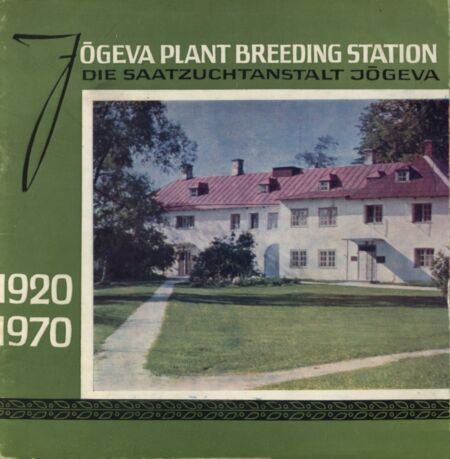 JÕGEVA PLANT BREEDING STATION
DIE SAATZUCHTANSTALT JÕGEVA
1920
1970